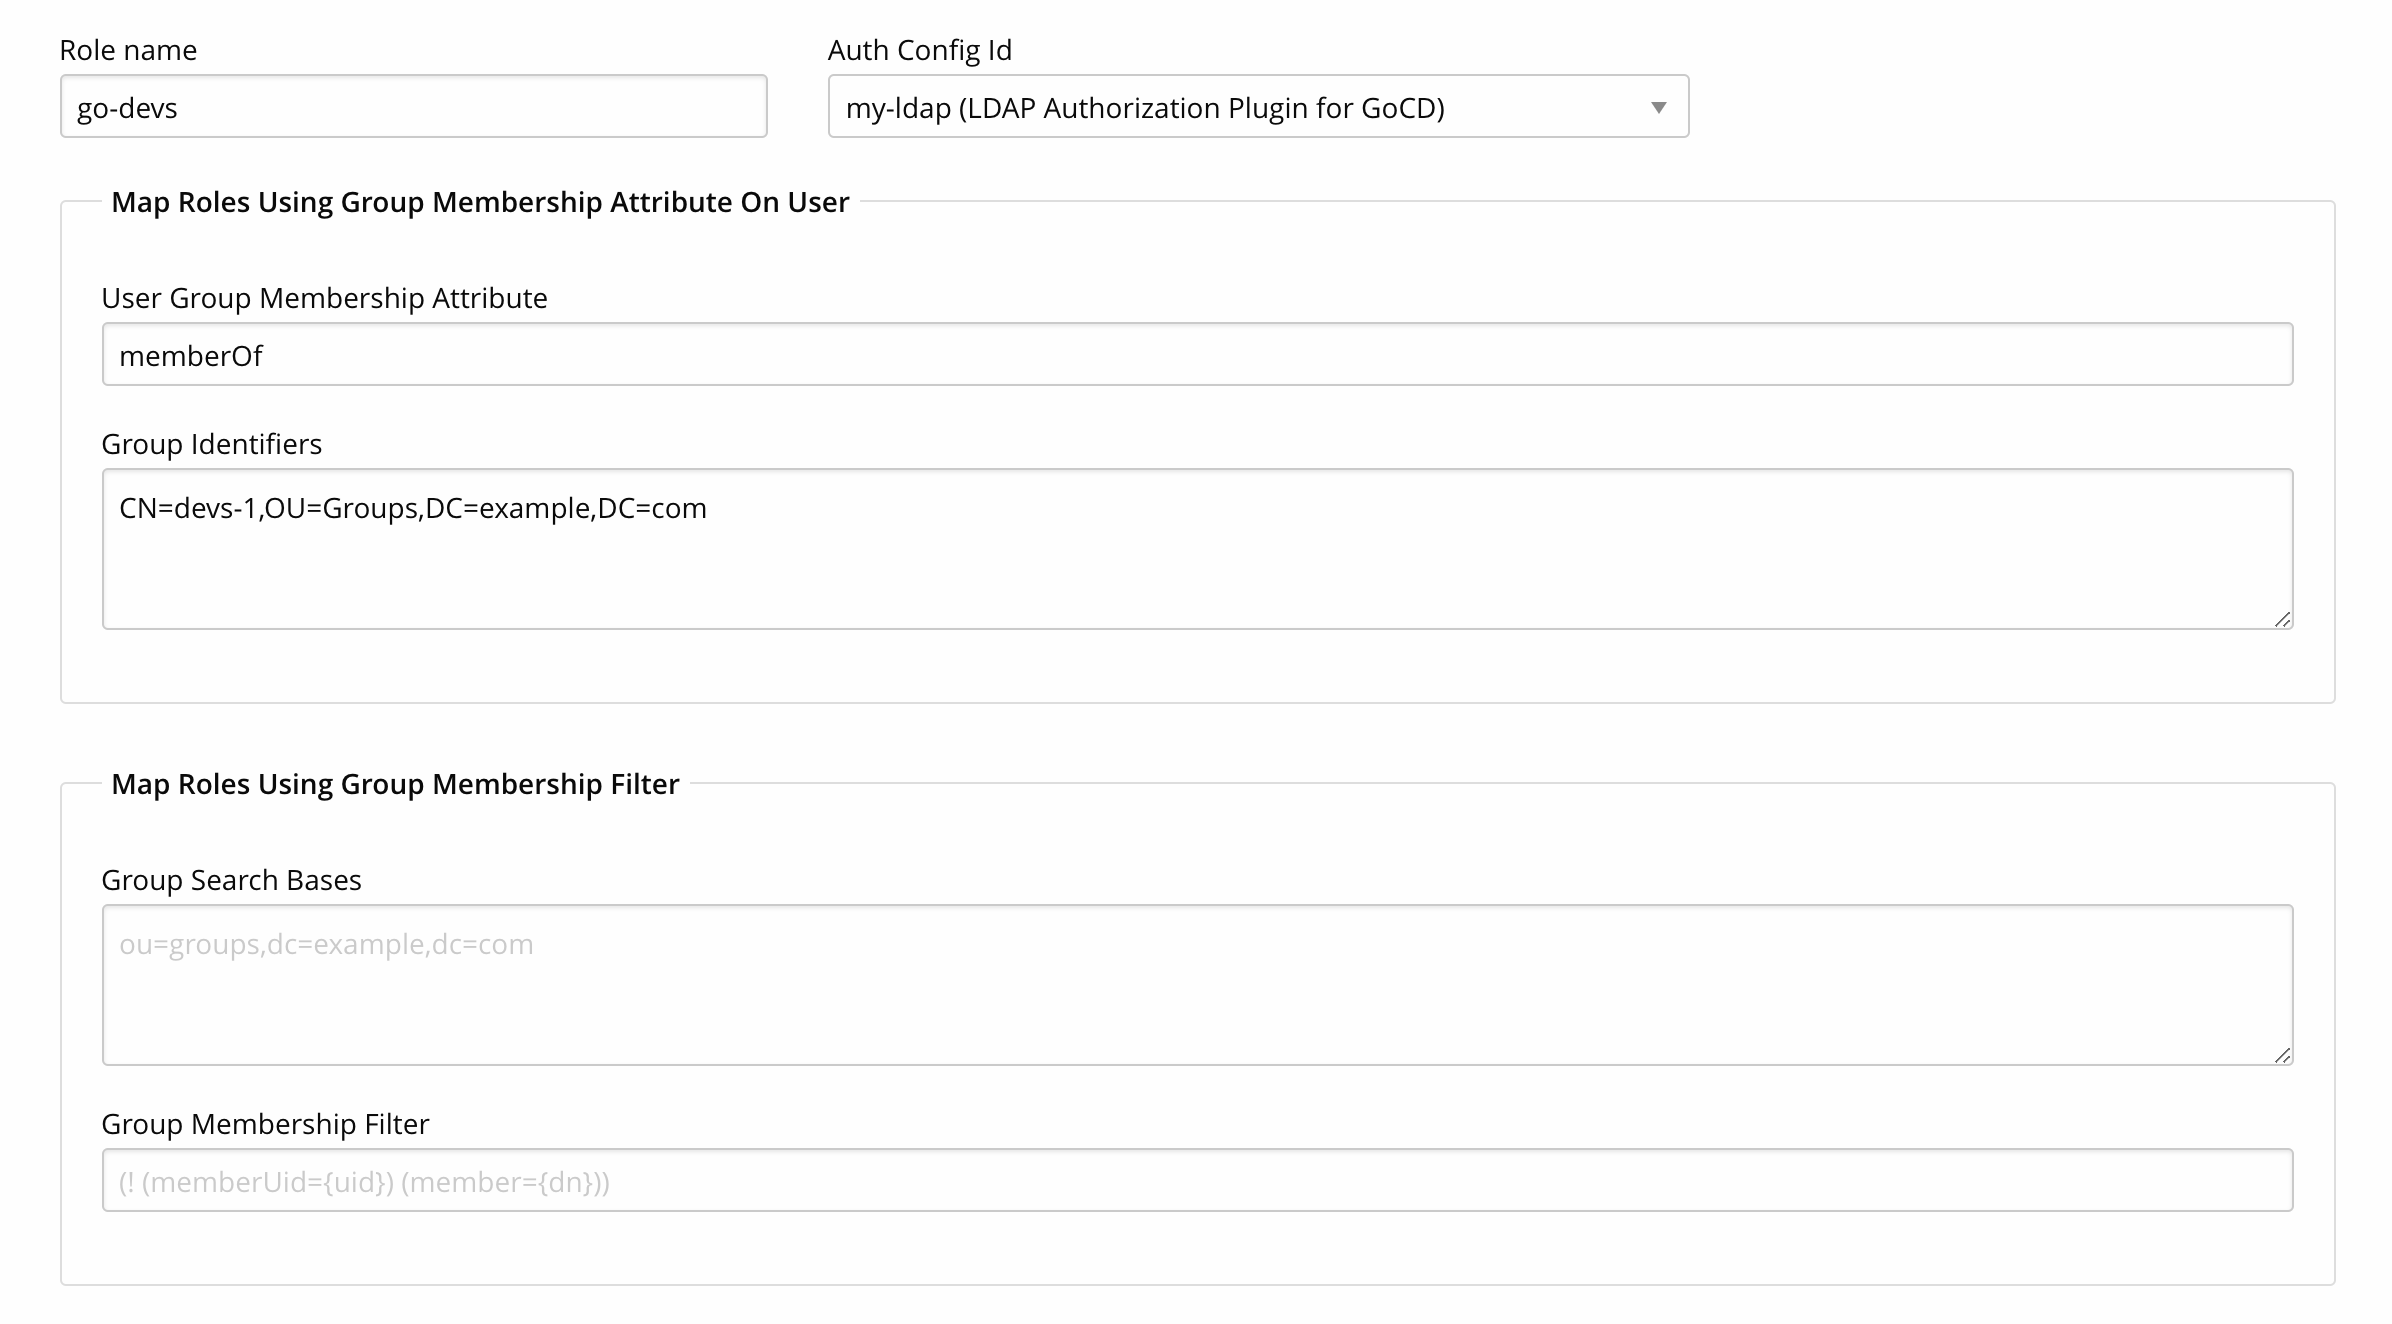 Role name
Auth Config Id
go-devs
my-ldap (LDAP Authorization Plugin for GoCD)
Map Roles Using Group Membership Attribute On User
User Group Membership Attribute
memberOf
Group Identifiers
CN=devs-1,OU=Groups,DC=example,DC=com
Map Roles Using Group Membership Filter
Group Search Bases
ou=groups,dc=example,dc=com
Group Membership Filter
(! (memberUid={uid}) (member={dn}))